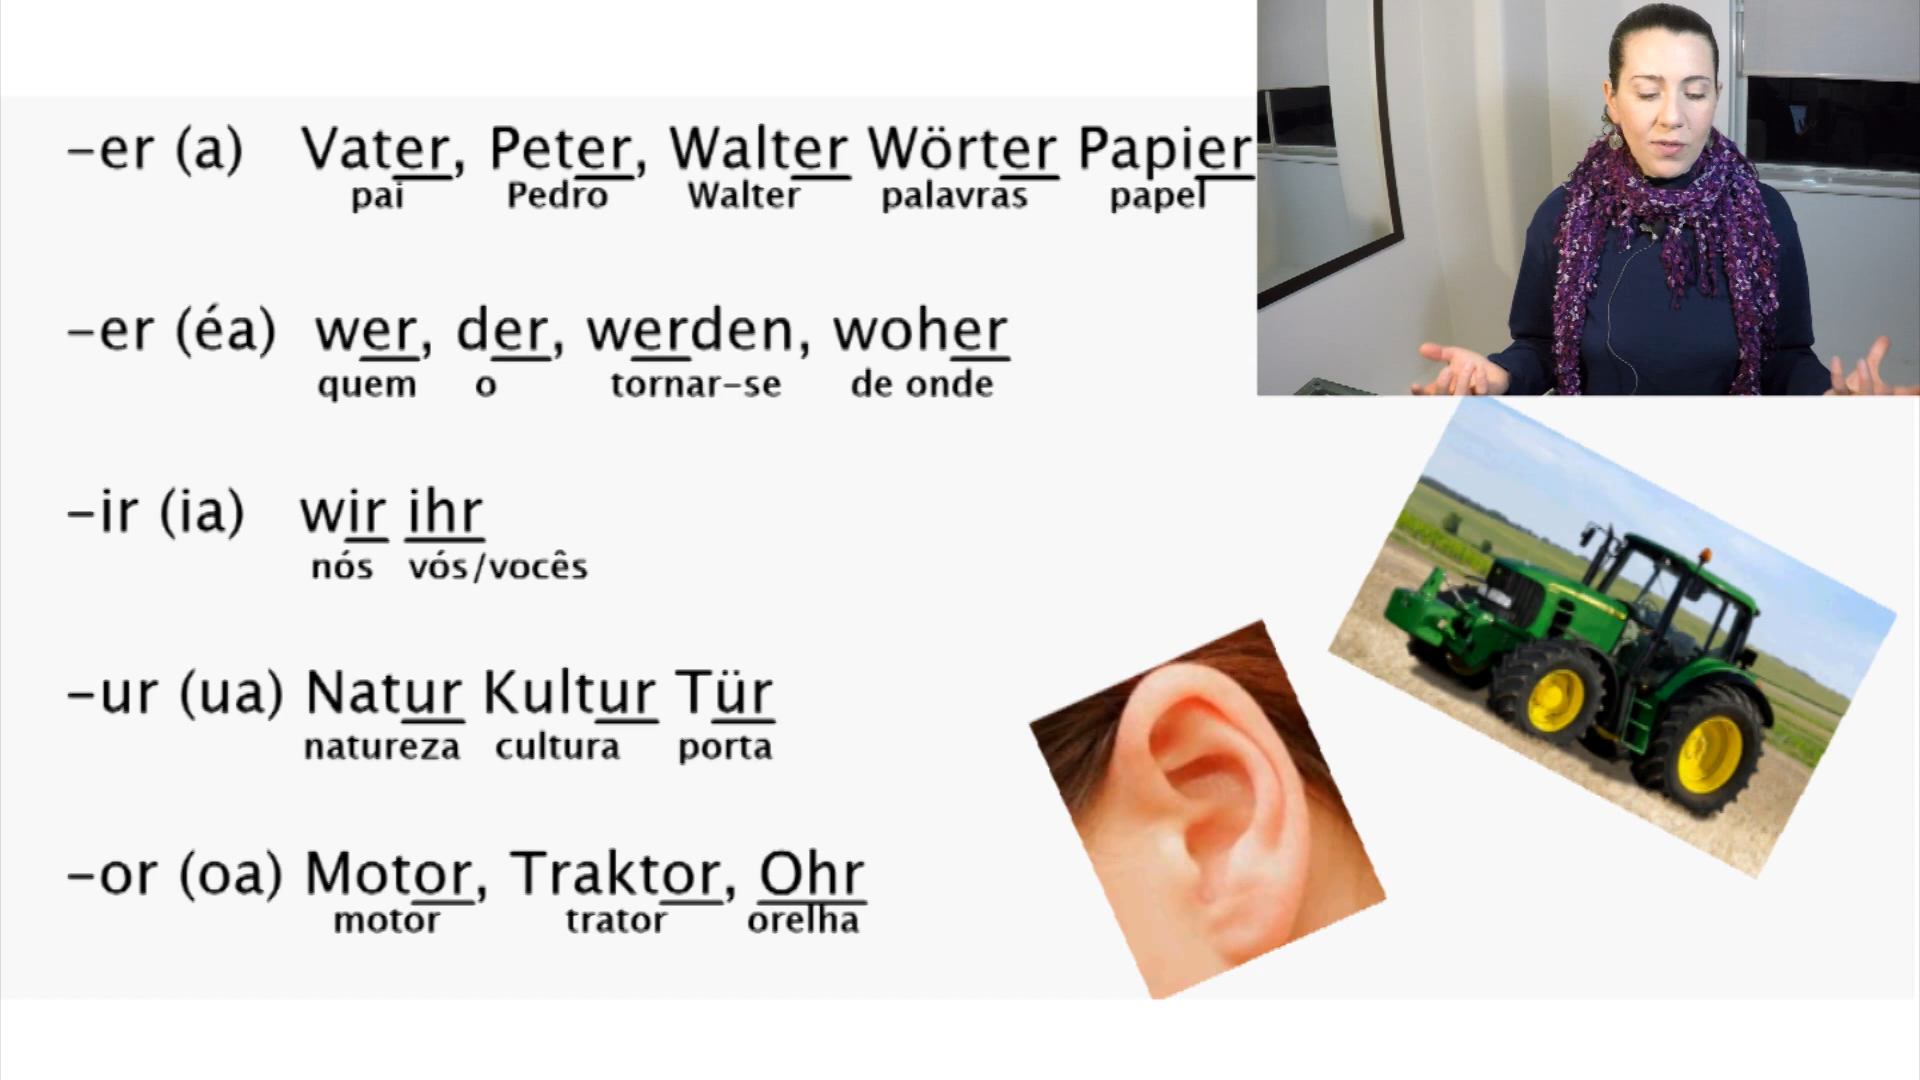 –er (a) Vater, Peter, Walter Wörter Papier
pai Pedro Walter palavras papel
–er (éa) wer, der, werden, woher
quem o tornar–se de onde
–ir (ia) wir ihr
nós vós/vocês
–ur (ua) Natur Kultur Tür
natureza cultura porta
–or (oa) Motor, Traktor, Ohr
motor trator orelha